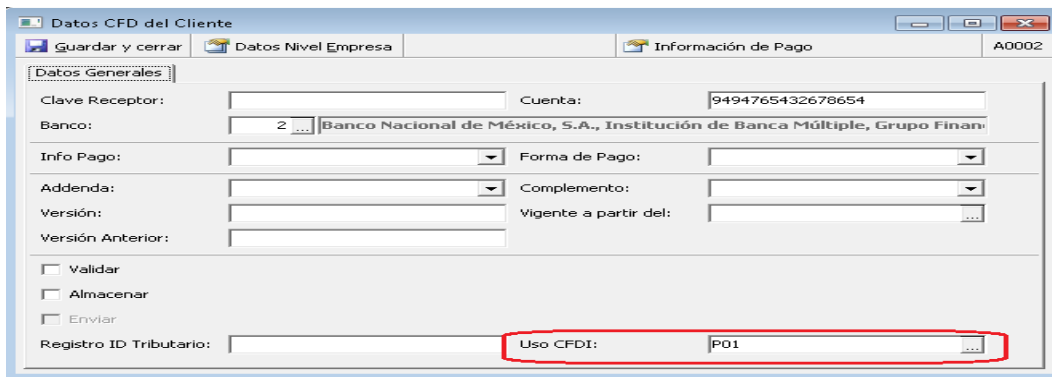 Datos CFD del Cliente
Guardar y cerrar Datos Nivel Empresa Información de Pago A0002
Datos Generales
Clave Receptor: Cuenta: 9494765432678654
Banco: 2 ... Banco Nacional de México, S.A., Institución de Banca Múltiple, Grupo Finan
Info Pago: Forma de Pago:
Addenda: Complemento:
Versión: Vigente a partir del: ...
Versión Anterior:
Validar
Almacenar
Enviar
Registro ID Tributario: Uso CFDI: P01 ...